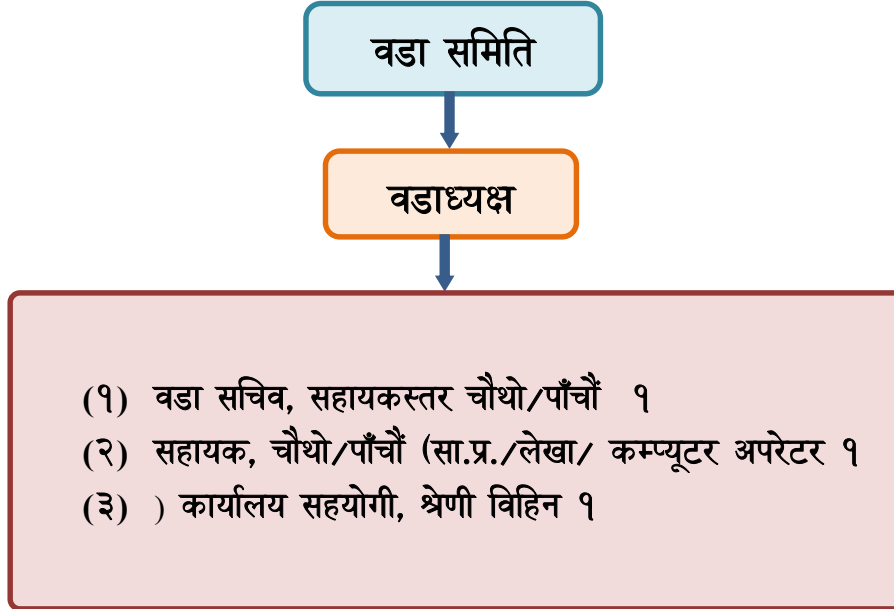 वडा समिति
वडाध्यक्ष
(१) वडा सचिव, सहायकस्तर चौथो/पाँचौं १
(२) सहायक, चौथो/पाँचौं (सा.प्र./लेखा/ कम्प्यूटर अपरेटर १
(३) ) कार्यालय सहयोगी, श्रेणी विहिन १